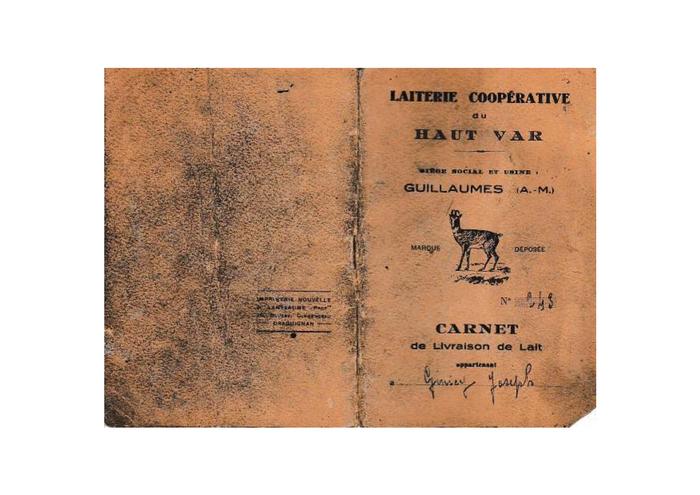 LAITERIE COOPÉRATIVE
du
HAUT VAR
SIÈGE SOCIAL ET USINE :
GUILLAUMES (A.-M.)
MARQUE DÉPOSÉE
N° 243
CARNET
de Livraison de Lait
appartenant
a Joseph
IMPRIMERIE NOUVELLE
DRAGUIGNAN